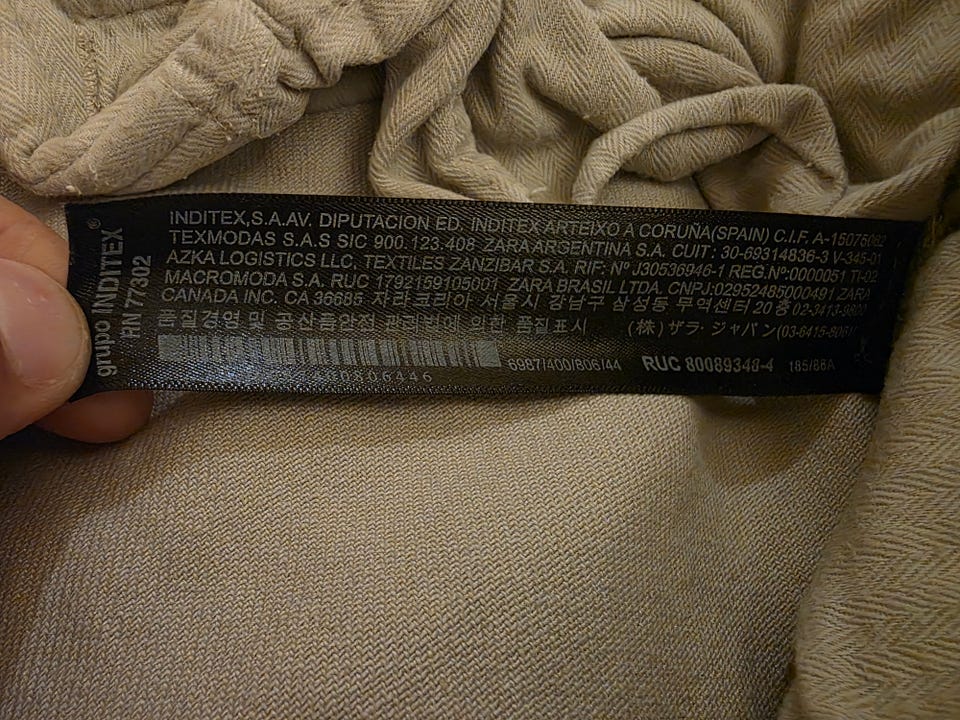 grupo INDITEX®
RN 77302
INDITEX,S.A.AV. DIPUTACION ED. INDITEX ARTEIXO A CORUÑA(SPAIN) C.I.F. A-15075062
TEXMODAS S.A.S SIC 900.123.408 ZARA ARGENTINA S.A. CUIT: 30-69314836-3 V-345-01
AZKA LOGISTICS LLC, TEXTILES ZANZIBAR S.A. RIF: Nº J30536946-1 REG.Nº:0000051 TI-02
MACROMODA S.A. RUC 1792159105001 ZARA BRASIL LTDA. CNPJ:02952485000491 ZARA
CANADA INC. CA 36685 자라코리아 서울시 강남구 삼성동 무역센터 20층 02-3413-9800
품질경영 및 공산품안전 관리법에 의한 품질표시 (株) ザラ・ジャパン
6987/400/806/44 RUC 80089348-4 185/86A